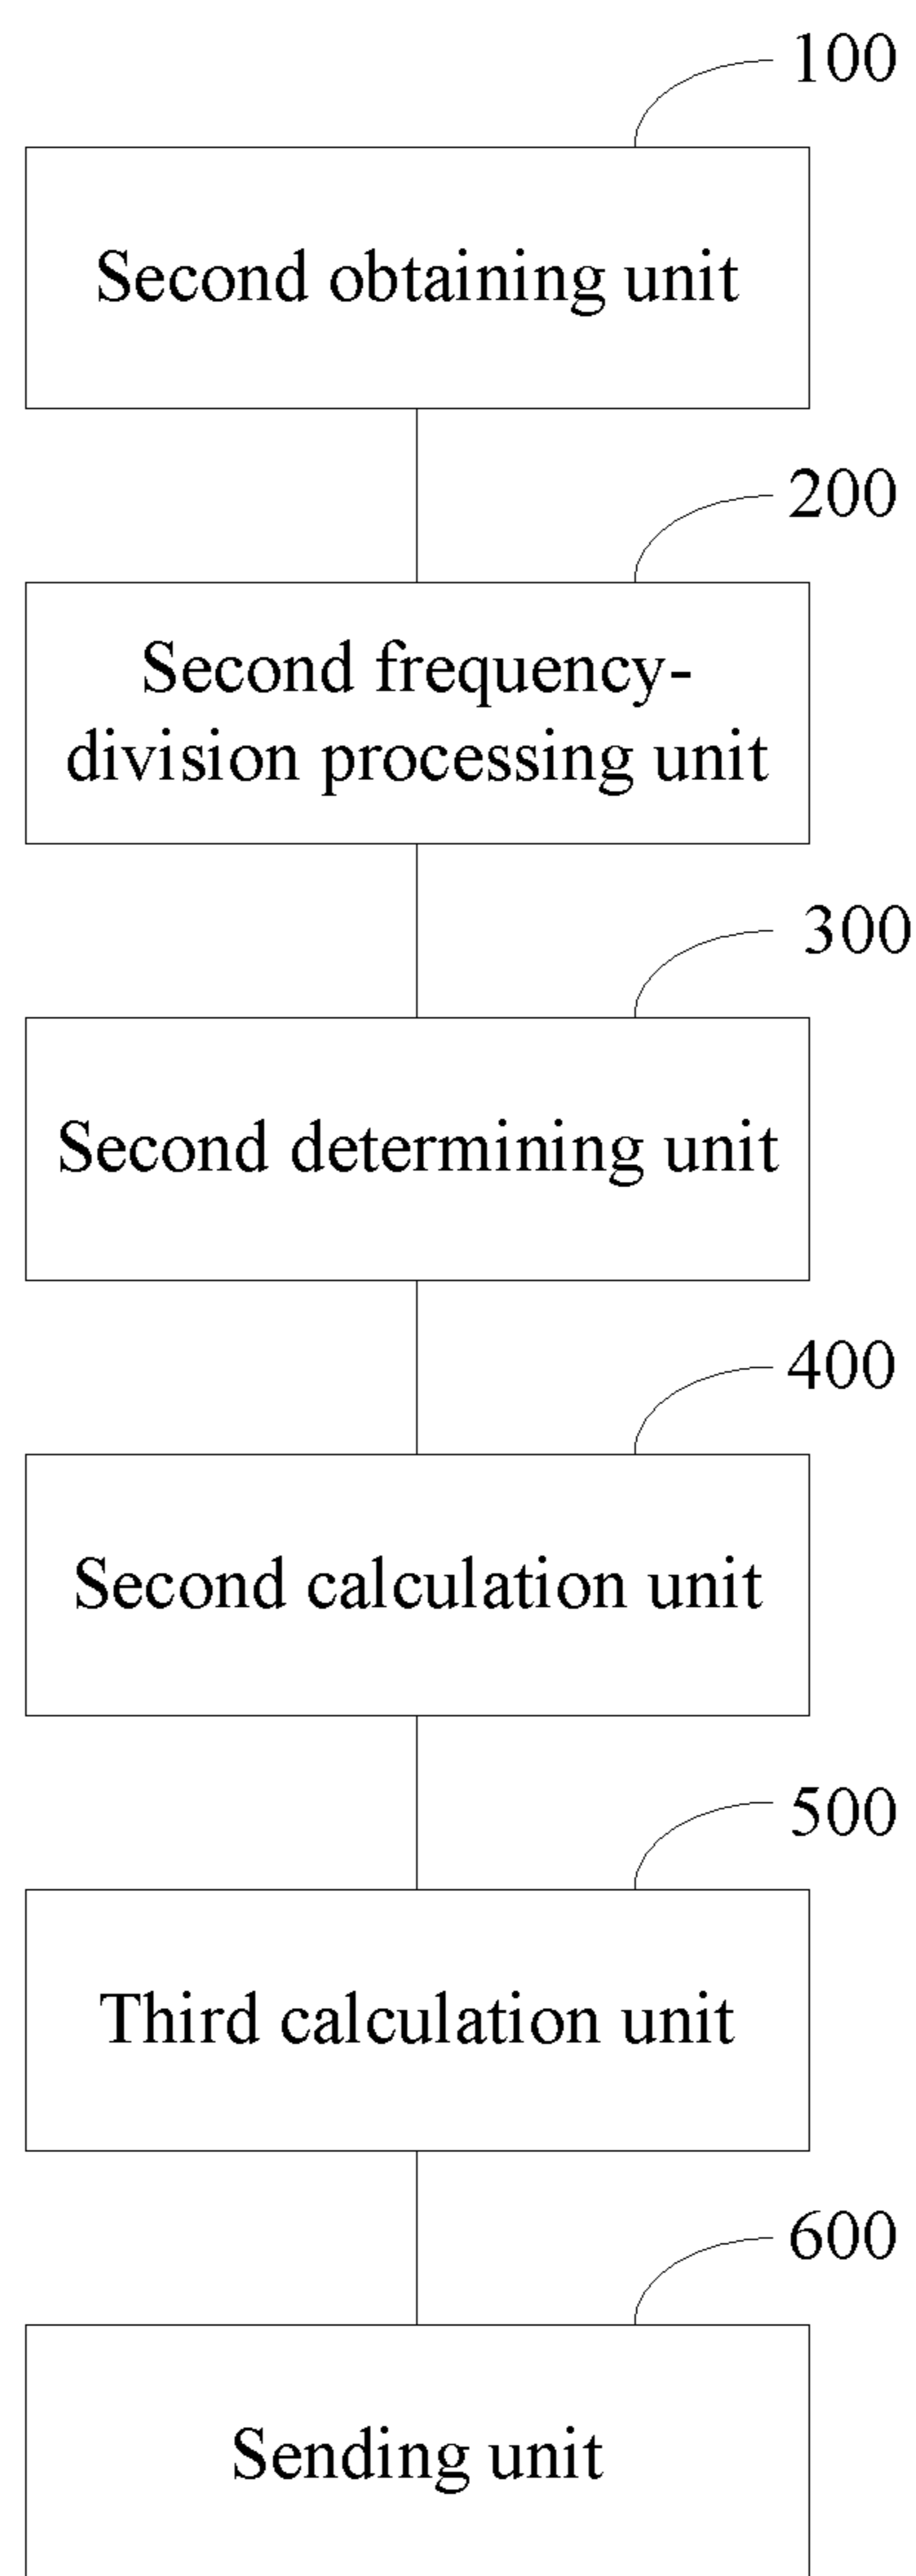 100
Second obtaining unit
200
Second frequency-
division processing unit
300
Second determining unit
400
Second calculation unit
500
Third calculation unit
600
Sending unit